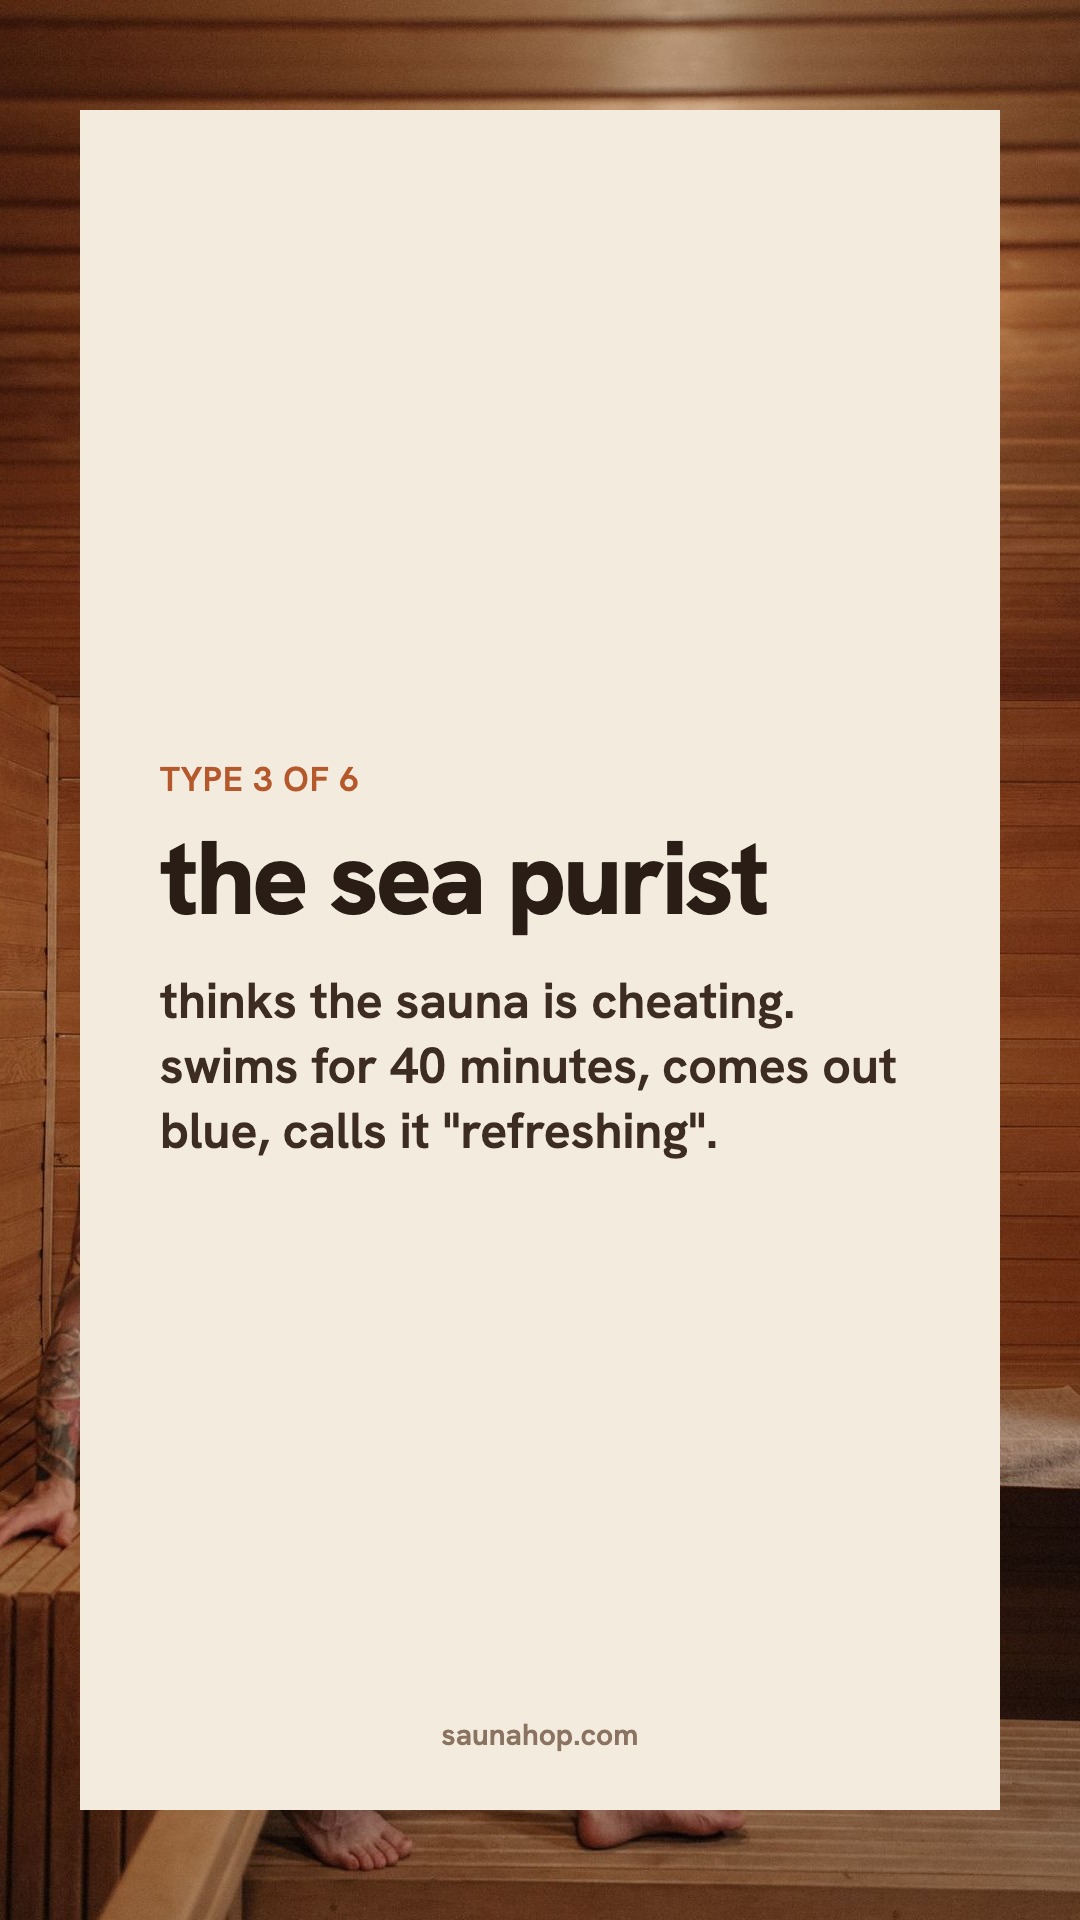 TYPE 3 OF 6
the sea purist
thinks the sauna is cheating.
swims for 40 minutes, comes out
blue, calls it "refreshing".
saunahop.com